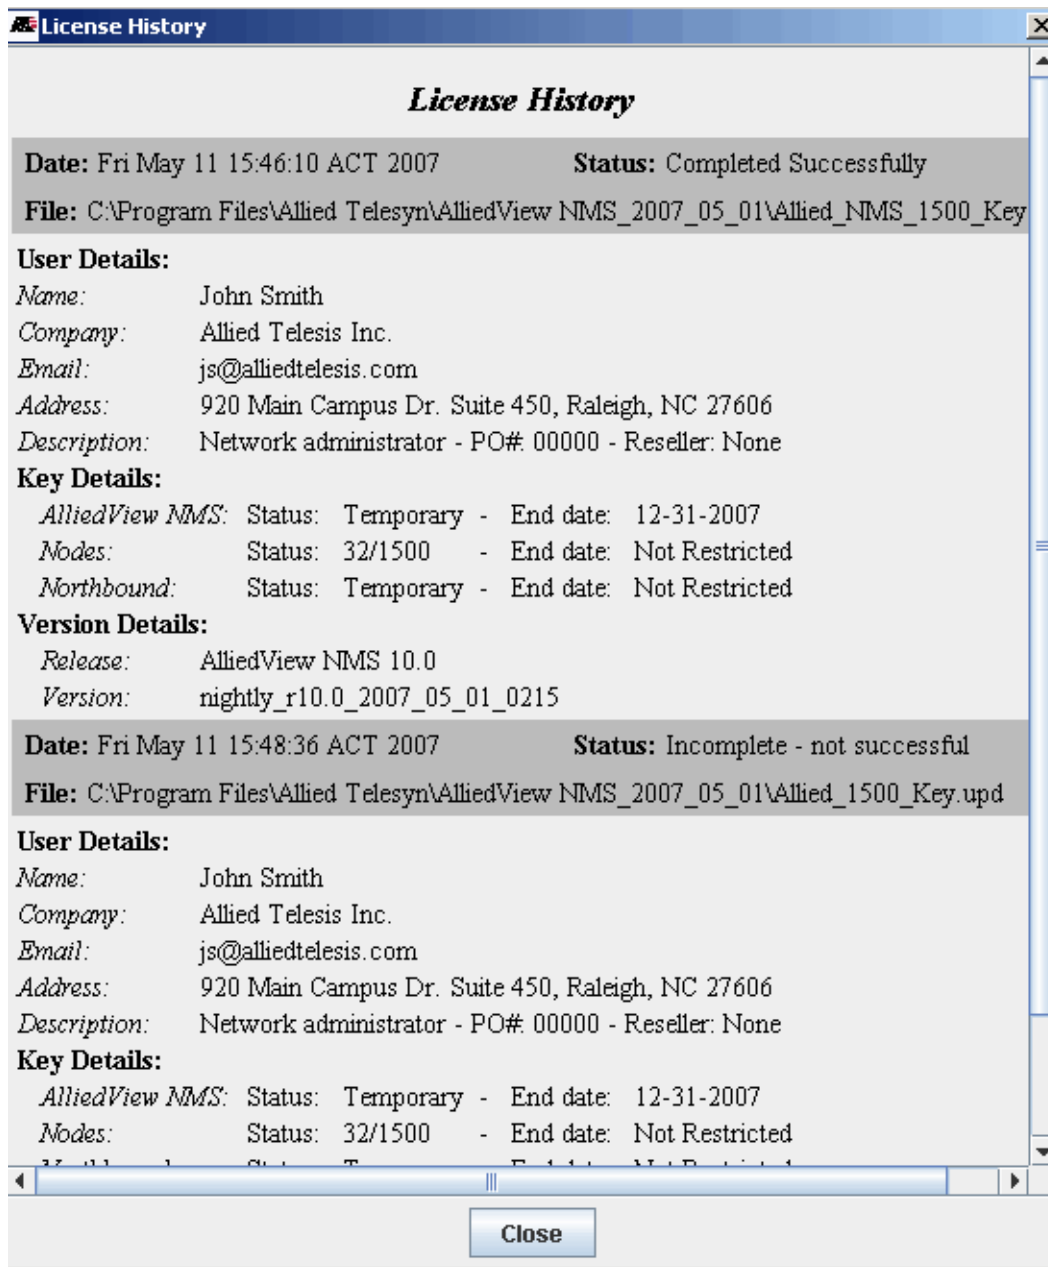 License History
License History
Date: Fri May 11 15:46:10 ACT 2007 Status: Completed Successfully
File: C:\Program Files\Allied Telesyn\AlliedView NMS_2007_05_01\Allied_NMS_1500_Key
User Details:
Name: John Smith
Company: Allied Telesis Inc.
Email: js@alliedtelesis.com
Address: 920 Main Campus Dr. Suite 450, Raleigh, NC 27606
Description: Network administrator - PO#: 00000 - Reseller: None
Key Details:
AlliedView NMS: Status: Temporary - End date: 12-31-2007
Nodes: Status: 32/1500 - End date: Not Restricted
Northbound: Status: Temporary - End date: Not Restricted
Version Details:
Release: AlliedView NMS 10.0
Version: nightly_r10.0_2007_05_01_0215
Date: Fri May 11 15:48:36 ACT 2007 Status: Incomplete - not successful
File: C:\Program Files\Allied Telesyn\AlliedView NMS_2007_05_01\Allied_1500_Key.upd
User Details:
Name: John Smith
Company: Allied Telesis Inc.
Email: js@alliedtelesis.com
Address: 920 Main Campus Dr. Suite 450, Raleigh, NC 27606
Description: Network administrator - PO#: 00000 - Reseller: None
Key Details:
AlliedView NMS: Status: Temporary - End date: 12-31-2007
Nodes: Status: 32/1500 - End date: Not Restricted
Close